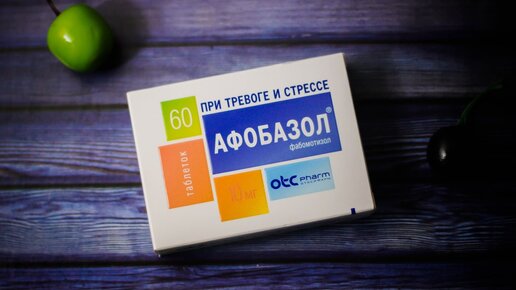 ПРИ ТРЕВОГЕ И СТРЕССЕ
60
таблеток
АФОБАЗОЛ®
фабомотизол
10 мг
otc pharm